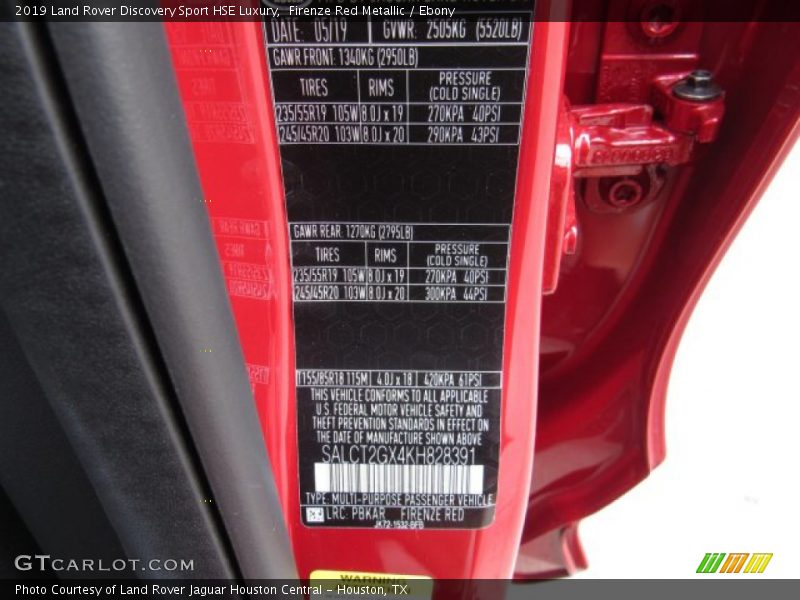 2019 Land Rover Discovery Sport HSE Luxury, Firenze Red Metallic / Ebony
DATE: 05/19 GVWR: 2505KG (5520LB)
GAWR FRONT: 1340KG (2950LB)
TIRES RIMS PRESSURE (COLD SINGLE)
235/55R19 105W 8.0J x 19 270KPA 40PSI
245/45R20 103W 8.0J x 20 290KPA 43PSI
GAWR REAR: 1270KG (2795LB)
TIRES RIMS PRESSURE (COLD SINGLE)
235/55R19 105W 8.0J x 19 270KPA 40PSI
245/45R20 103W 8.0J x 20 300KPA 44PSI
T155/85R18 115M 4.0J x 18 420KPA 61PSI
THIS VEHICLE CONFORMS TO ALL APPLICABLE
U.S. FEDERAL MOTOR VEHICLE SAFETY AND
THEFT PREVENTION STANDARDS IN EFFECT ON
THE DATE OF MANUFACTURE SHOWN ABOVE
SALCT2GX4KH828391
TYPE: MULTI-PURPOSE PASSENGER VEHICLE
LRC: PBKAR FIRENZE RED
JK72-1532-BFB
WARNING
GTCARLOT.COM
Photo Courtesy of Land Rover Jaguar Houston Central - Houston, TX